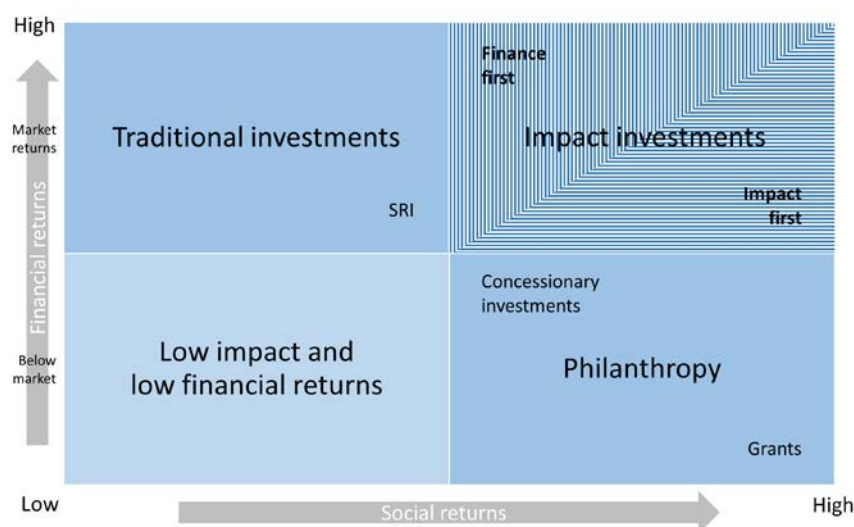 High
Finance
first
Market
returns
Traditional investments
Impact investments
SRI
Impact
first
Financial returns
Concessionary
investments
Below
market
Low impact and
low financial returns
Philanthropy
Grants
Low
Social returns
High